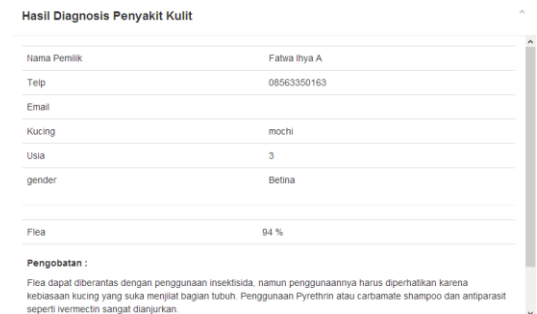 Hasil Diagnosis Penyakit Kulit
Nama Pemilik Fatwa Ihya A
Telp 08563350163
Email
Kucing mochi
Usia 3
gender Betina
Flea 94 %
Pengobatan :
Flea dapat diberantas dengan penggunaan insektisida, namun penggunaannya harus diperhatikan karena
kebiasaan kucing yang suka menjilat bagian tubuh. Penggunaan Pyrethrin atau carbamate shampoo dan antiparasit
seperti ivermectin sangat dianjurkan.